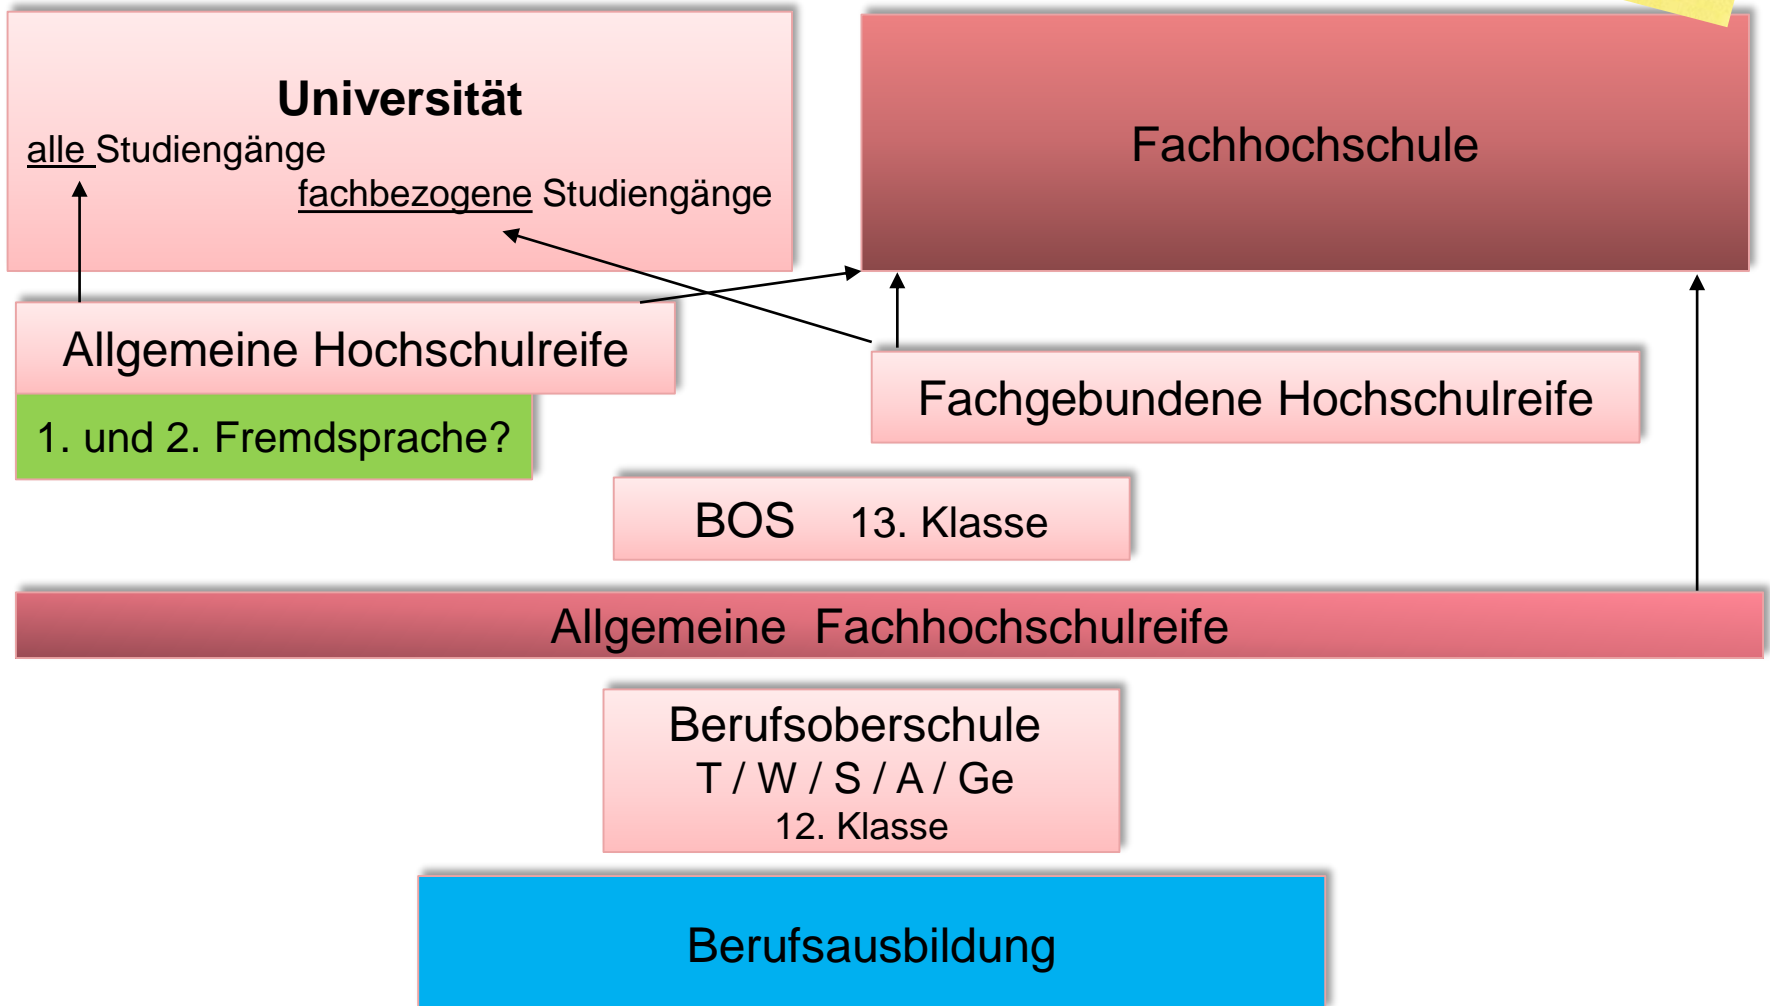 Universität
alle Studiengänge
fachbezogene Studiengänge
Fachhochschule
Allgemeine Hochschulreife
1. und 2. Fremdsprache?
Fachgebundene Hochschulreife
BOS 13. Klasse
Allgemeine Fachhochschulreife
Berufsoberschule
T / W / S / A / Ge
12. Klasse
Berufsausbildung